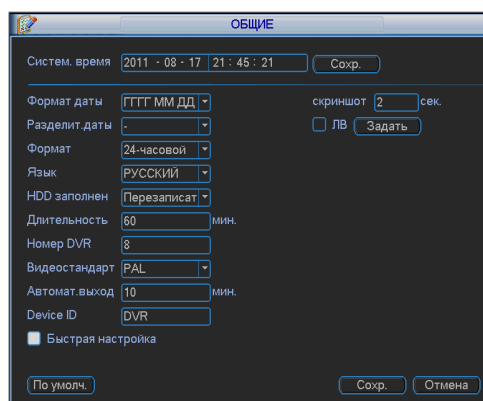 ОБЩИЕ
Систем. время 2011 - 08 - 17 21 : 45 : 21 Сохр.
Формат даты ГГГГ ММ ДД скриншот 2 сек.
Разделит.даты - ЛВ Задать
Формат 24-часовой
Язык РУССКИЙ
HDD заполнен Перезаписат
Длительность 60 мин.
Номер DVR 8
Видеостандарт PAL
Автомат.выход 10 мин.
Device ID DVR
Быстрая настройка
По умолч. Сохр. Отмена